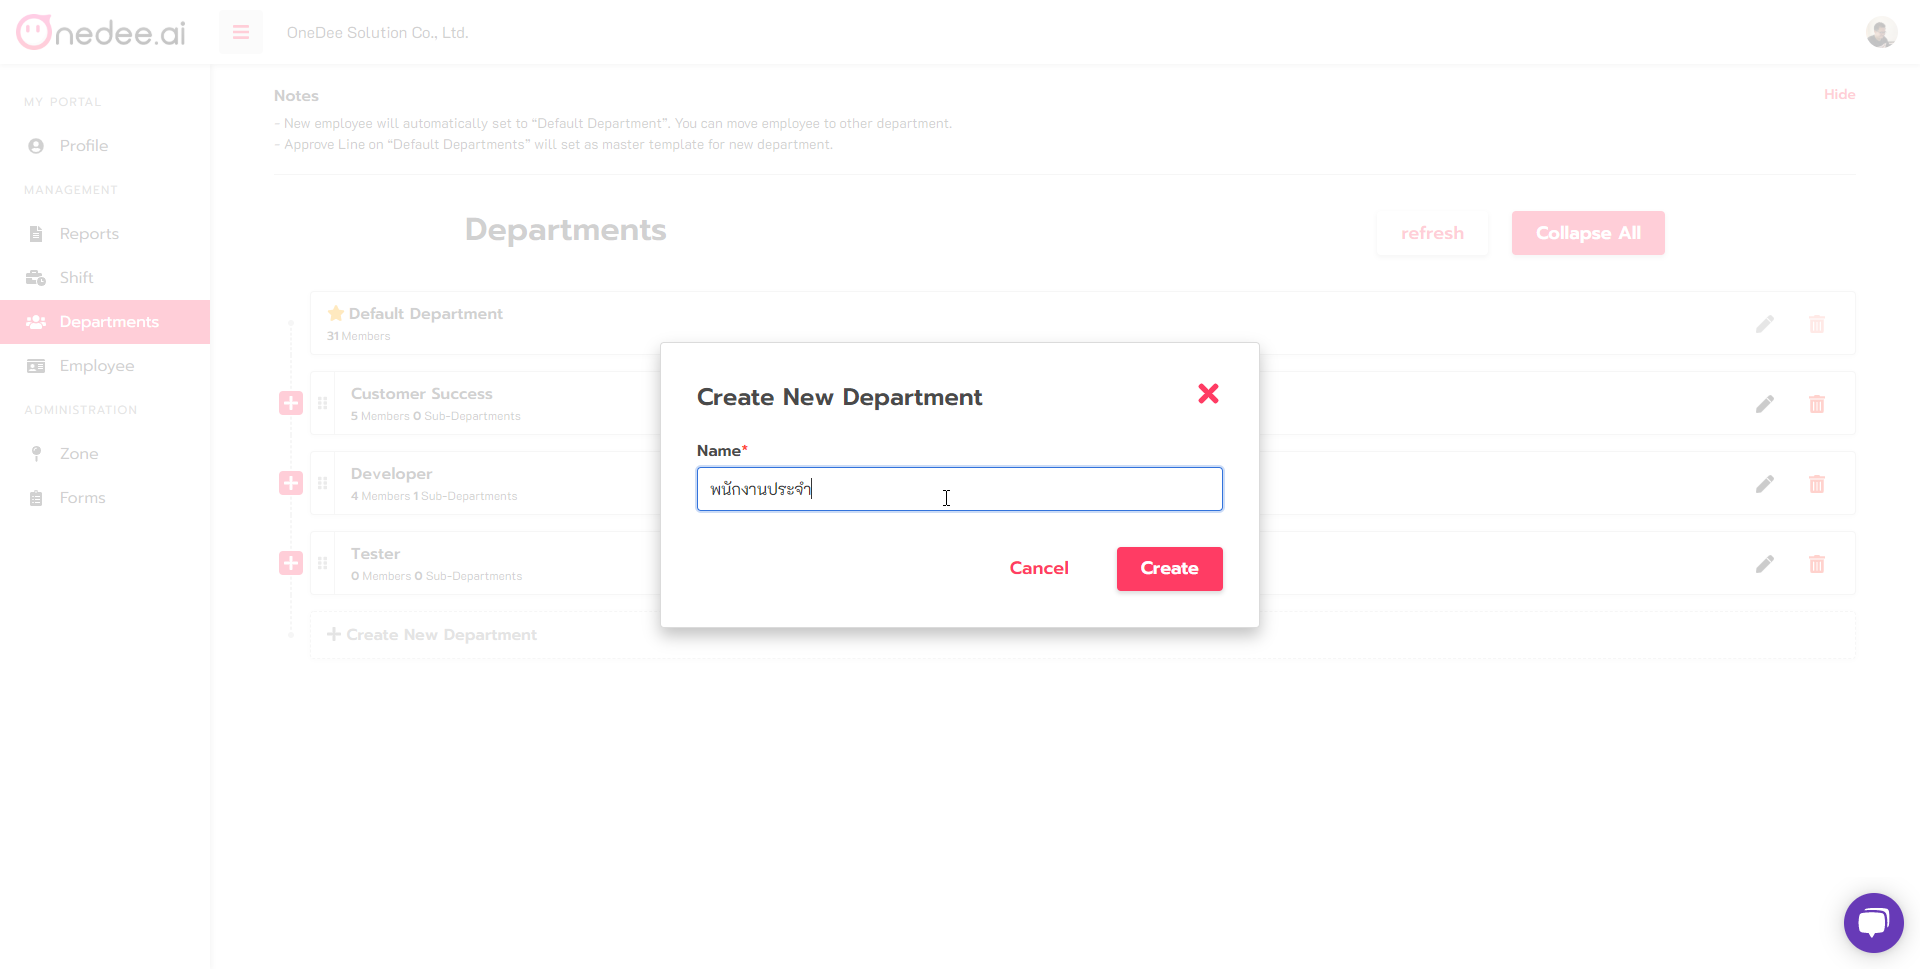 nedee.ai
OneDee Solution Co., Ltd.
MY PORTAL
Profile
MANAGEMENT
Reports
Shift
Departments
Employee
ADMINISTRATION
Zone
Forms
Notes
Hide
- New employee will automatically set to “Default Department”. You can move employee to other department.
- Approve Line on “Default Departments” will set as master template for new department.
Departments
refresh
Collapse All
Default Department
31 Members
Customer Success
5 Members 0 Sub-Departments
Developer
4 Members 1 Sub-Departments
Tester
0 Members 0 Sub-Departments
Create New Department
Create New Department
Name*
พนักงานประจำ
Cancel
Create